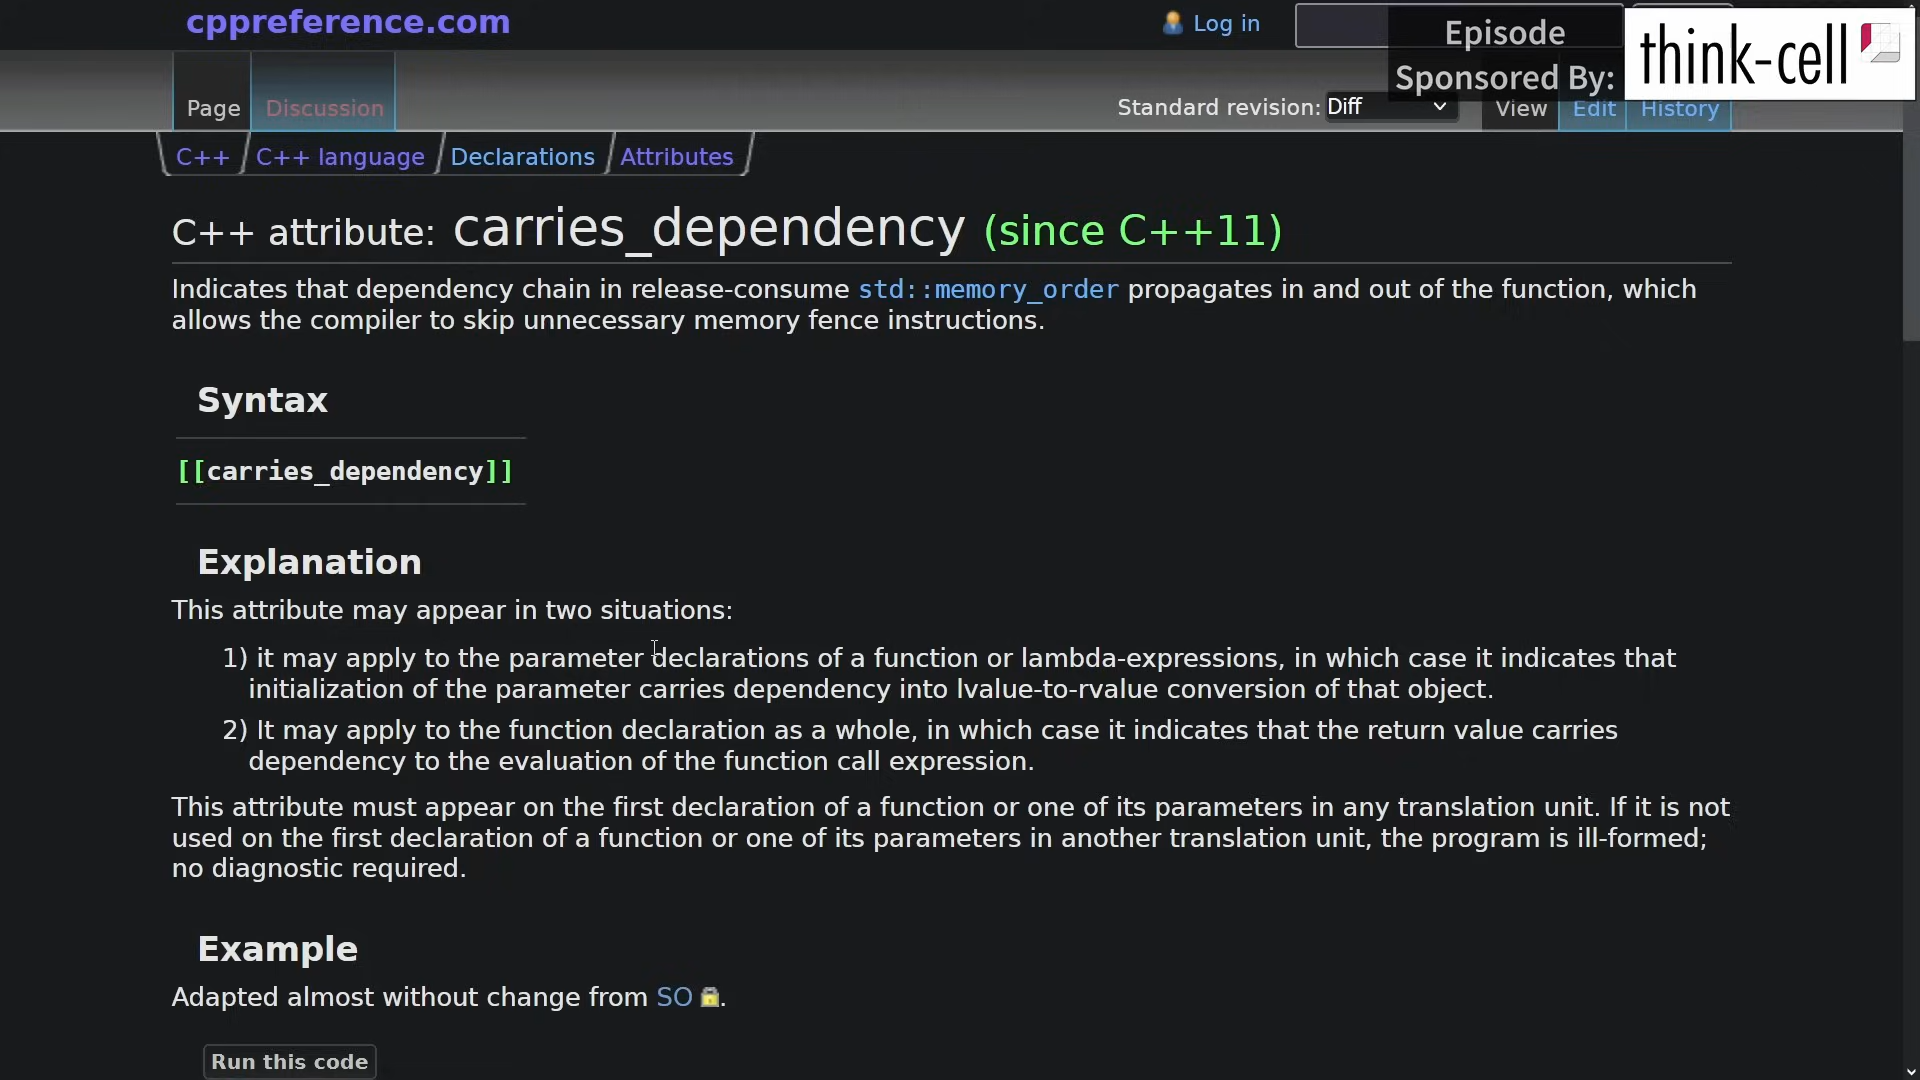 cppreference.com
Log in
Episode
Sponsored By:
think-cell
Page
Discussion
Standard revision: Diff
View
Edit
History
C++
C++ language
Declarations
Attributes
C++ attribute: carries_dependency (since C++11)
Indicates that dependency chain in release-consume std::memory_order propagates in and out of the function, which
allows the compiler to skip unnecessary memory fence instructions.
Syntax
[[carries_dependency]]
Explanation
This attribute may appear in two situations:
1) it may apply to the parameter declarations of a function or lambda-expressions, in which case it indicates that
initialization of the parameter carries dependency into lvalue-to-rvalue conversion of that object.
2) It may apply to the function declaration as a whole, in which case it indicates that the return value carries
dependency to the evaluation of the function call expression.
This attribute must appear on the first declaration of a function or one of its parameters in any translation unit. If it is not
used on the first declaration of a function or one of its parameters in another translation unit, the program is ill-formed;
no diagnostic required.
Example
Adapted almost without change from SO.
Run this code